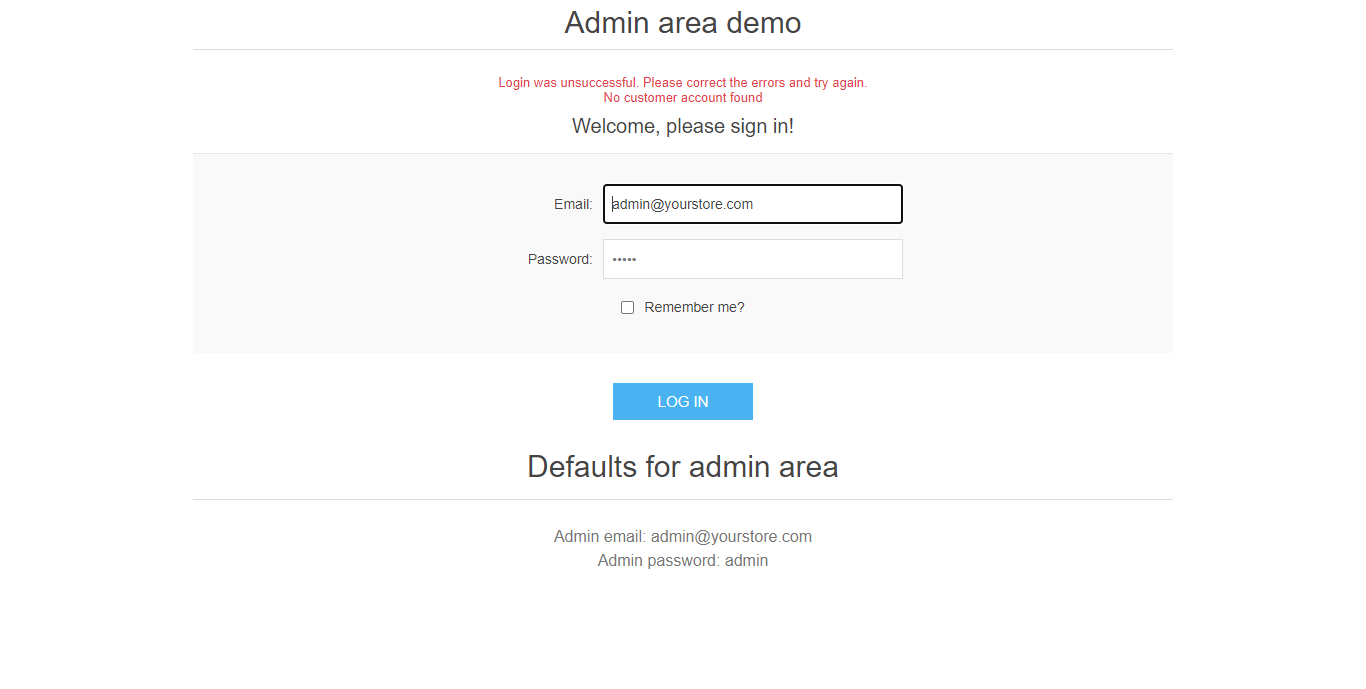 Admin area demo
Login was unsuccessful. Please correct the errors and try again.
No customer account found
Welcome, please sign in!
Email: admin@yourstore.com
Password: •••••
Remember me?
LOG IN
Defaults for admin area
Admin email: admin@yourstore.com
Admin password: admin